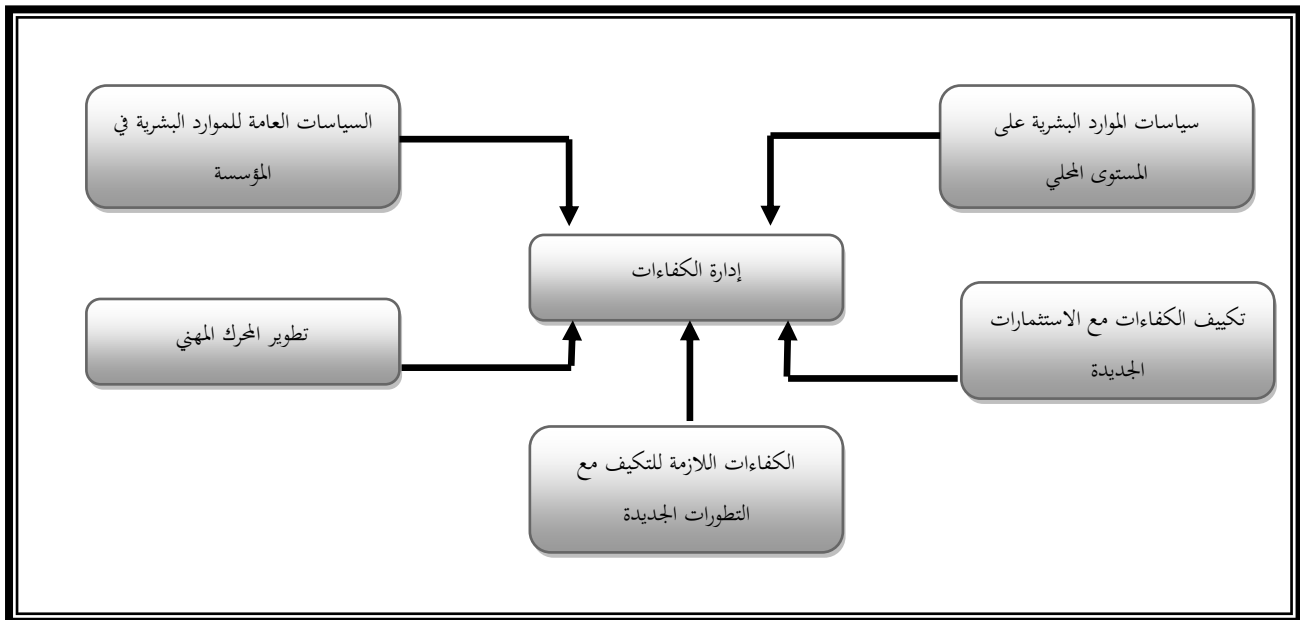 سياسات الموارد البشرية على
المستوى المحلي
السياسات العامة للموارد البشرية في
المؤسسة
إدارة الكفاءات
تكييف الكفاءات مع الاستثمارات
الجديدة
تطوير المحرك المهني
الكفاءات اللازمة للتكيف مع
التطورات الجديدة